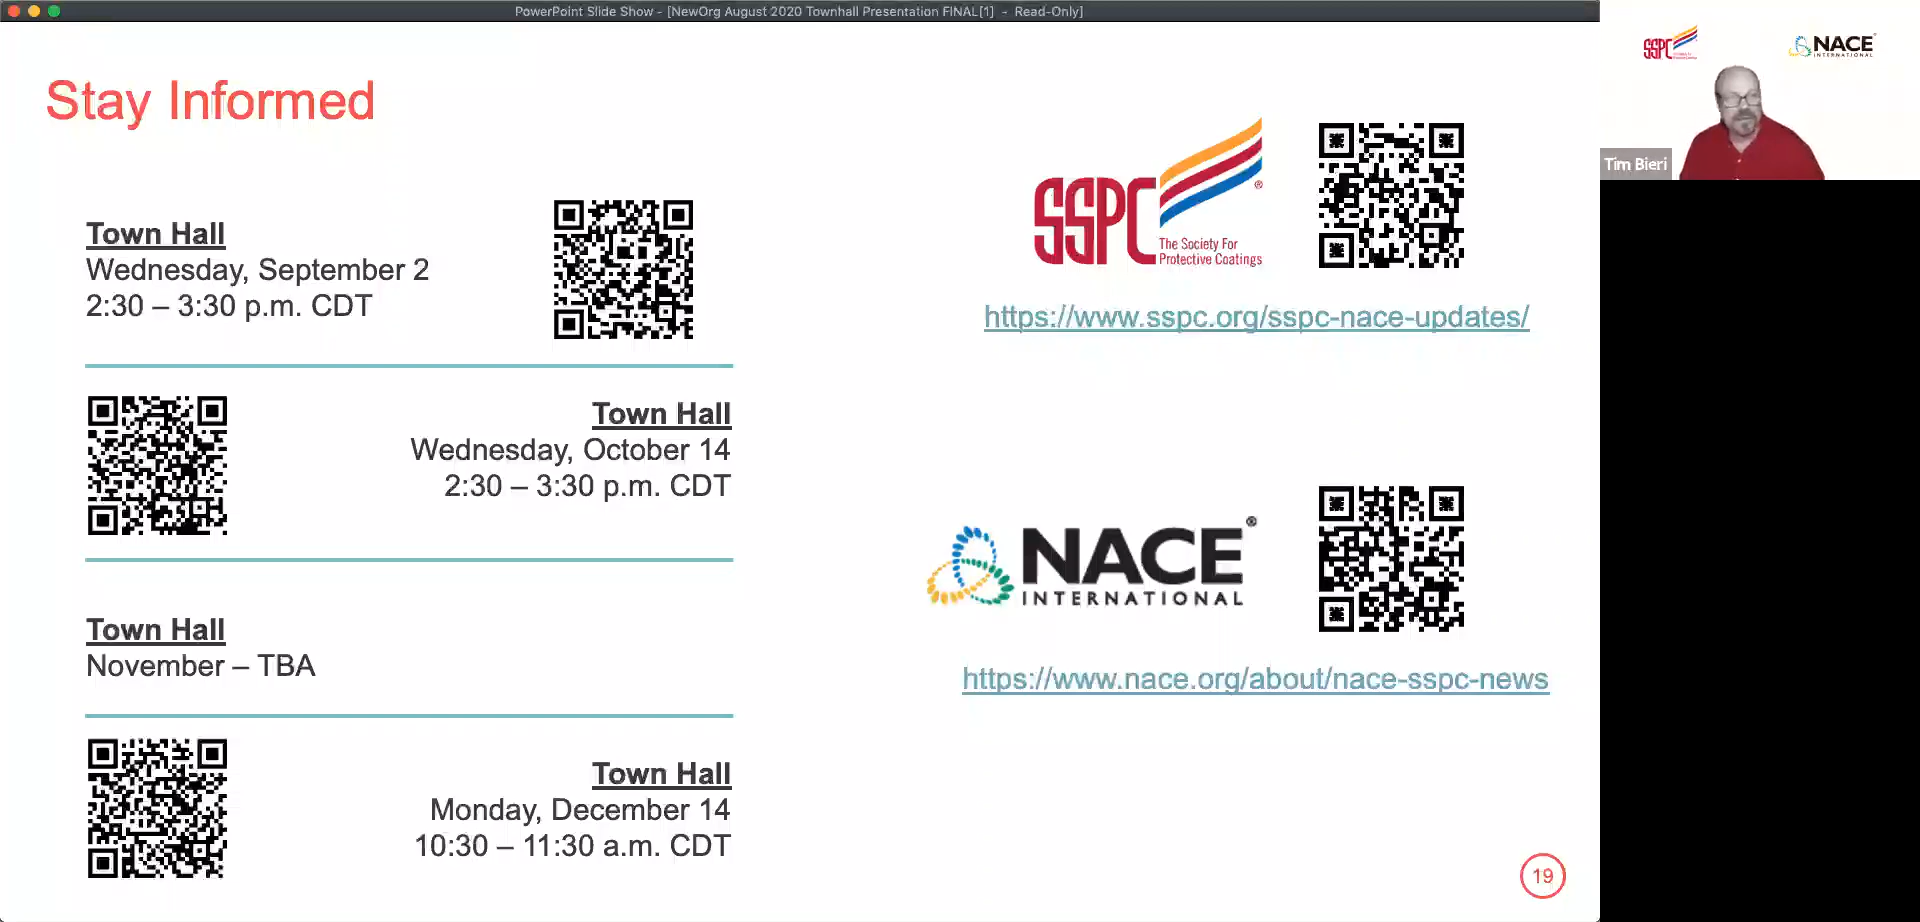 PowerPoint Slide Show - [NewOrg August 2020 Townhall Presentation FINAL[1] - Read-Only]
Stay Informed
Town Hall
Wednesday, September 2
2:30 – 3:30 p.m. CDT
Town Hall
Wednesday, October 14
2:30 – 3:30 p.m. CDT
Town Hall
November – TBA
Town Hall
Monday, December 14
10:30 – 11:30 a.m. CDT
SSPC®
The Society For
Protective Coatings
https://www.sspc.org/sspc-nace-updates/
NACE®
INTERNATIONAL
https://www.nace.org/about/nace-sspc-news
19
SSPC
NACE
INTERNATIONAL
Tim Bieri